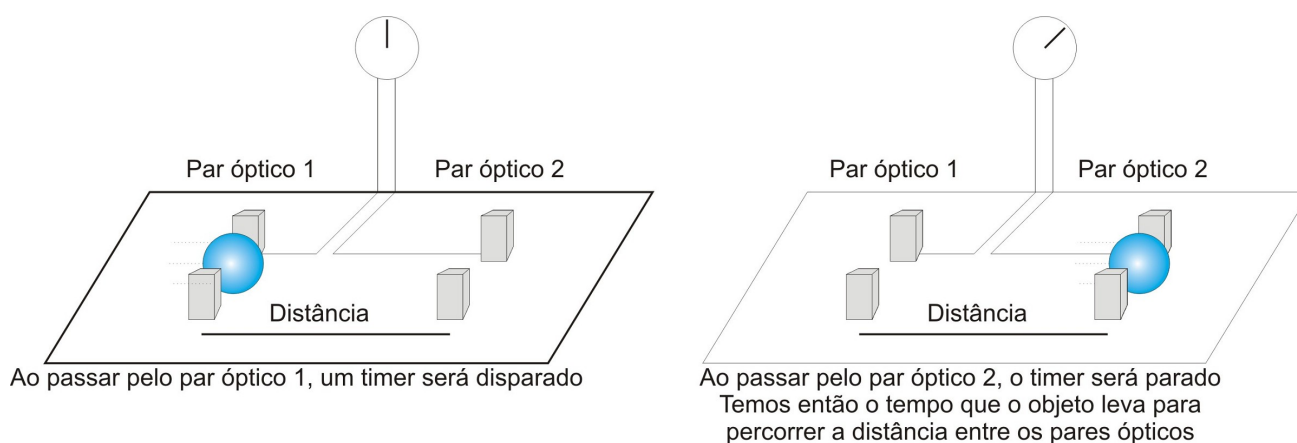 Par óptico 1
Par óptico 2
Distância
Ao passar pelo par óptico 1, um timer será disparado
Par óptico 1
Par óptico 2
Distância
Ao passar pelo par óptico 2, o timer será parado
Temos então o tempo que o objeto leva para
percorrer a distância entre os pares ópticos